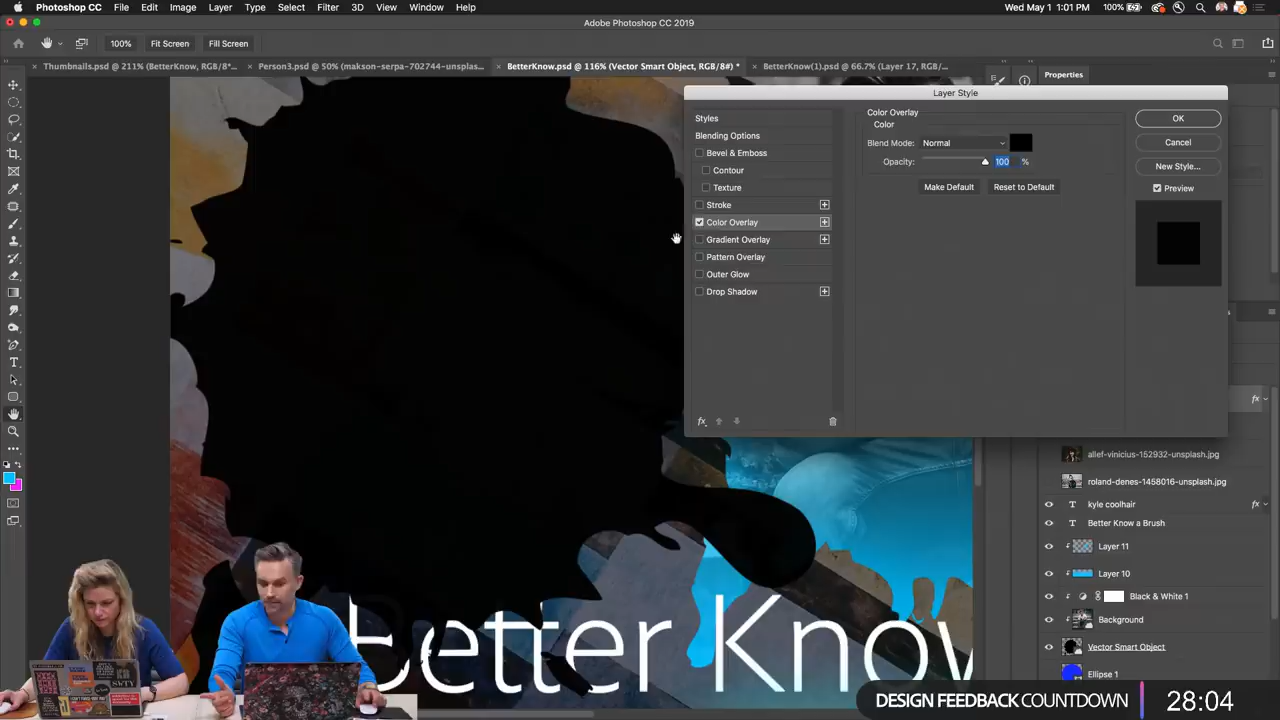 Photoshop CC File Edit Image Layer Type Select Filter 3D View Window Help 100% Wed May 1 1:01 PM
Adobe Photoshop CC 2019
100% Fit Screen Fill Screen
Thumbnails.psd @ 211% (BetterKnow, RGB/8*... Person3.psd @ 50% (makson-serpa-702744-unsplas... BetterKnow.psd @ 116% (Vector Smart Object, RGB/8#) * BetterKnow(1).psd @ 66.7% (Layer 17, RGB/... Properties
Layer Style
Styles
Blending Options
Bevel & Emboss
Contour
Texture
Stroke
Color Overlay
Gradient Overlay
Pattern Overlay
Outer Glow
Drop Shadow
fx
Color Overlay
Color
Blend Mode: Normal
Opacity: 100 %
Make Default Reset to Default
OK
Cancel
New Style...
Preview
fx
allef-vinicius-152932-unsplash.jpg
roland-denes-1458016-unsplash.jpg
T kyle coolhair fx
T Better Know a Brush
Layer 11
Layer 10
Black & White 1
Background
Vector Smart Object
Ellipse 1
Better Know
SWTY
DESIGN FEEDBACK COUNTDOWN 28:04